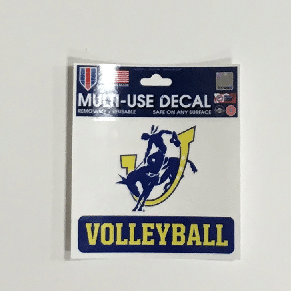 MULTI-USE DECAL
REMOVABLE • REUSABLE SAFE ON ANY SURFACE
VOLLEYBALL